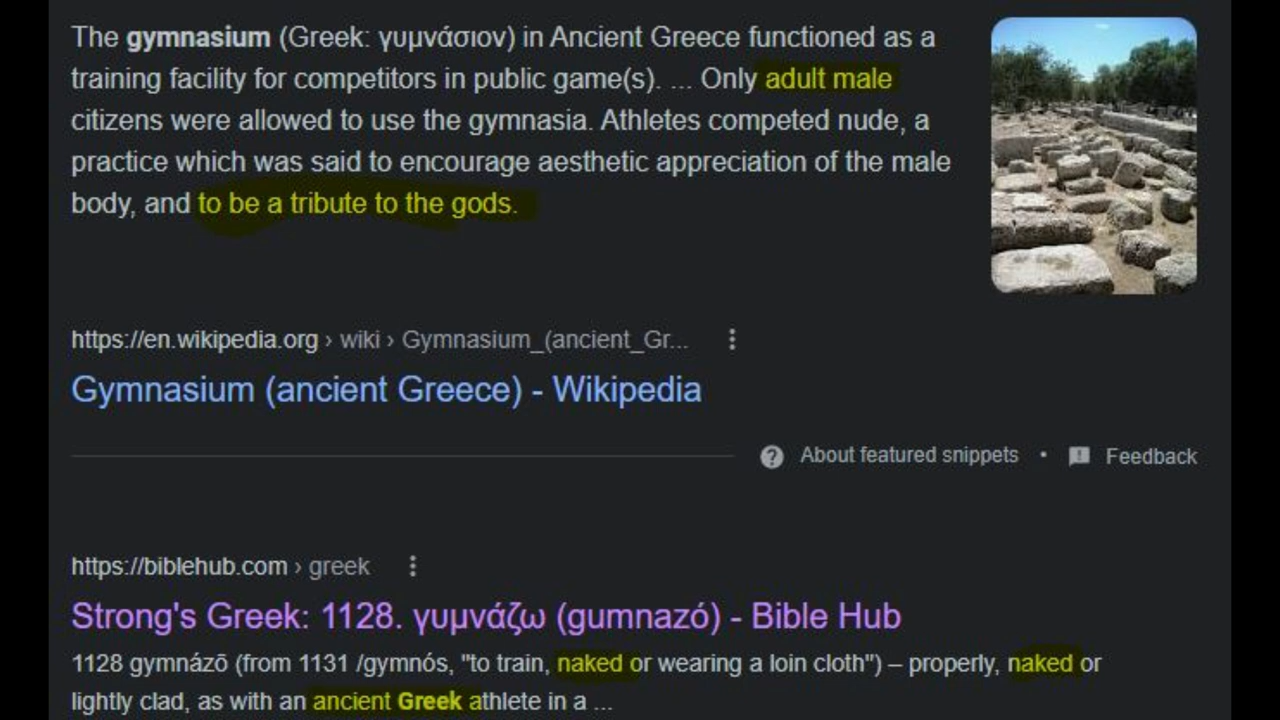 The gymnasium (Greek: γυμνάσιον) in Ancient Greece functioned as a
training facility for competitors in public game(s). ... Only adult male
citizens were allowed to use the gymnasia. Athletes competed nude, a
practice which was said to encourage aesthetic appreciation of the male
body, and to be a tribute to the gods.
https://en.wikipedia.org › wiki › Gymnasium_(ancient_Gr...
Gymnasium (ancient Greece) - Wikipedia
About featured snippets • Feedback
https://biblehub.com › greek
Strong's Greek: 1128. γυμνάζω (gumnazó) - Bible Hub
1128 gymnázō (from 1131 /gymnós, "to train, naked or wearing a loin cloth") – properly, naked or
lightly clad, as with an ancient Greek athlete in a ...